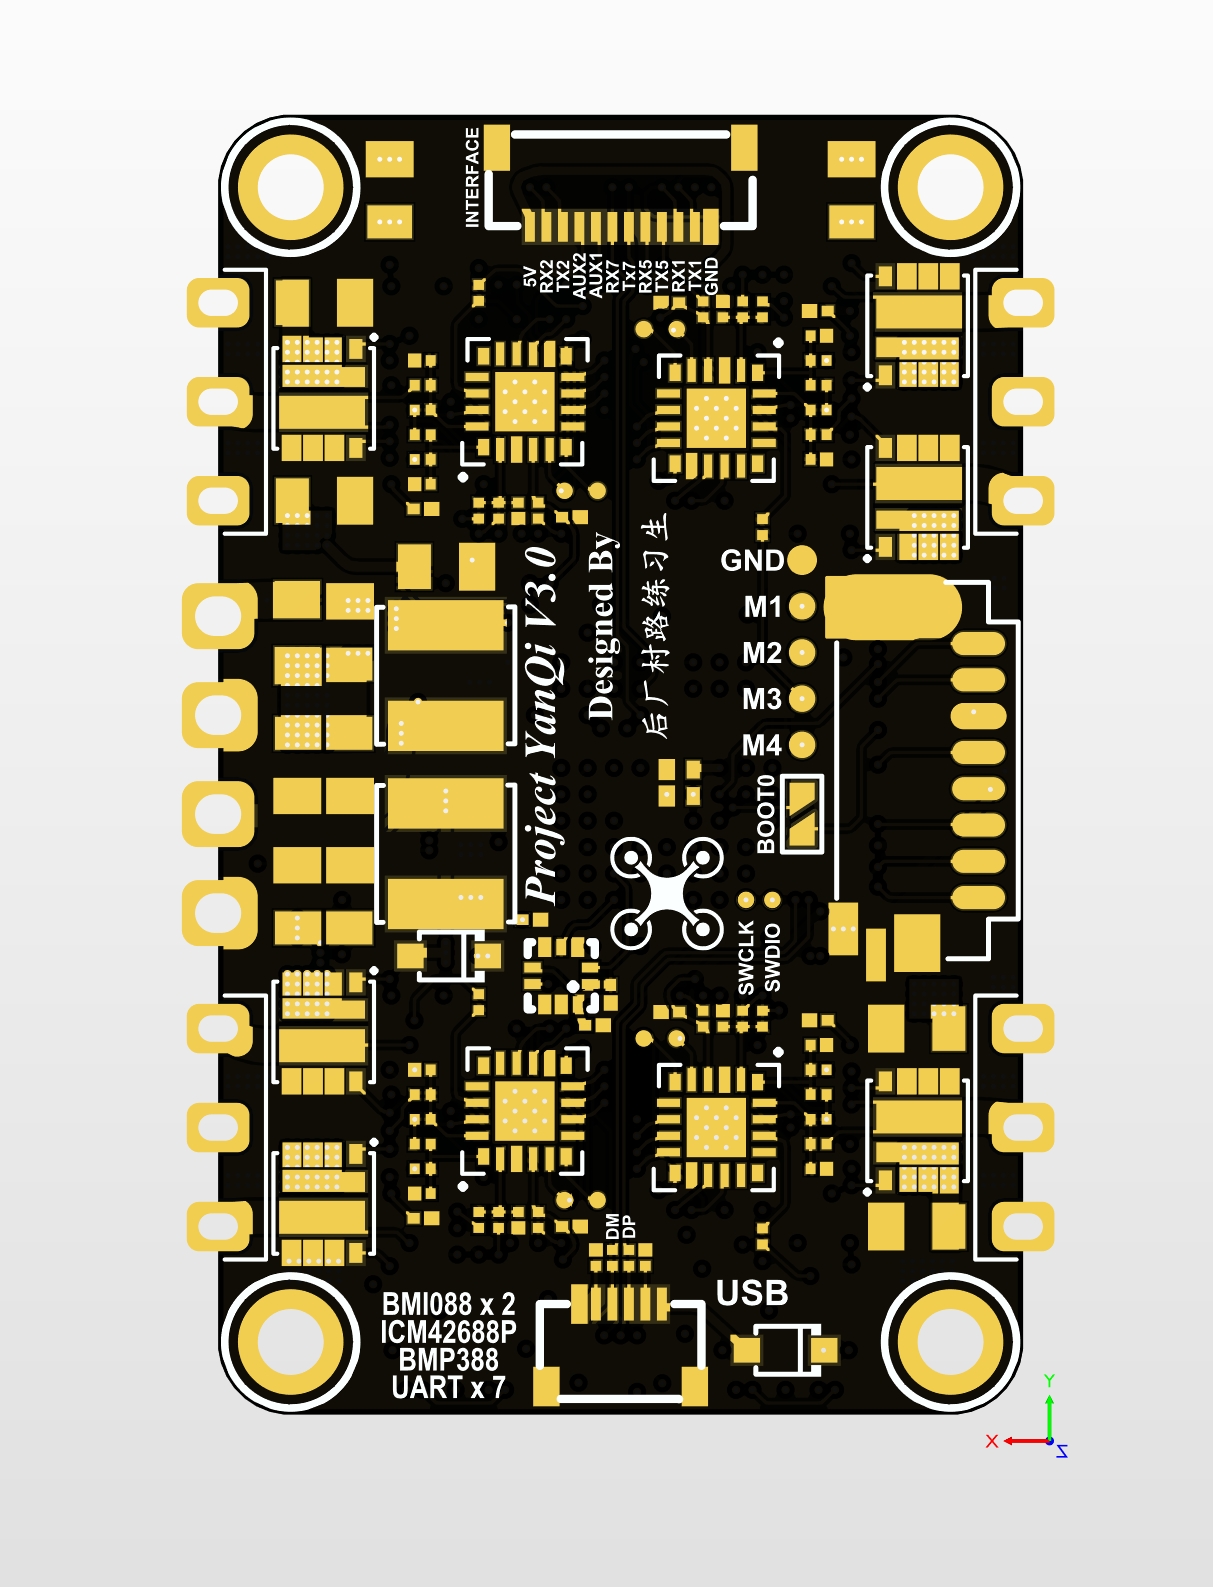 INTERFACE
5V
RX2
TX2
AUX2
AUX1
RX7
Tx7
RX5
TX5
RX1
TX1
GND
Project YanQi V3.0
Designed By
后厂村路练习生
GND
M1
M2
M3
M4
BOOT0
SWCLK
SWDIO
DM
DP
USB
BMI088 x 2
ICM42688P
BMP388
UART x 7
Y
X
Z